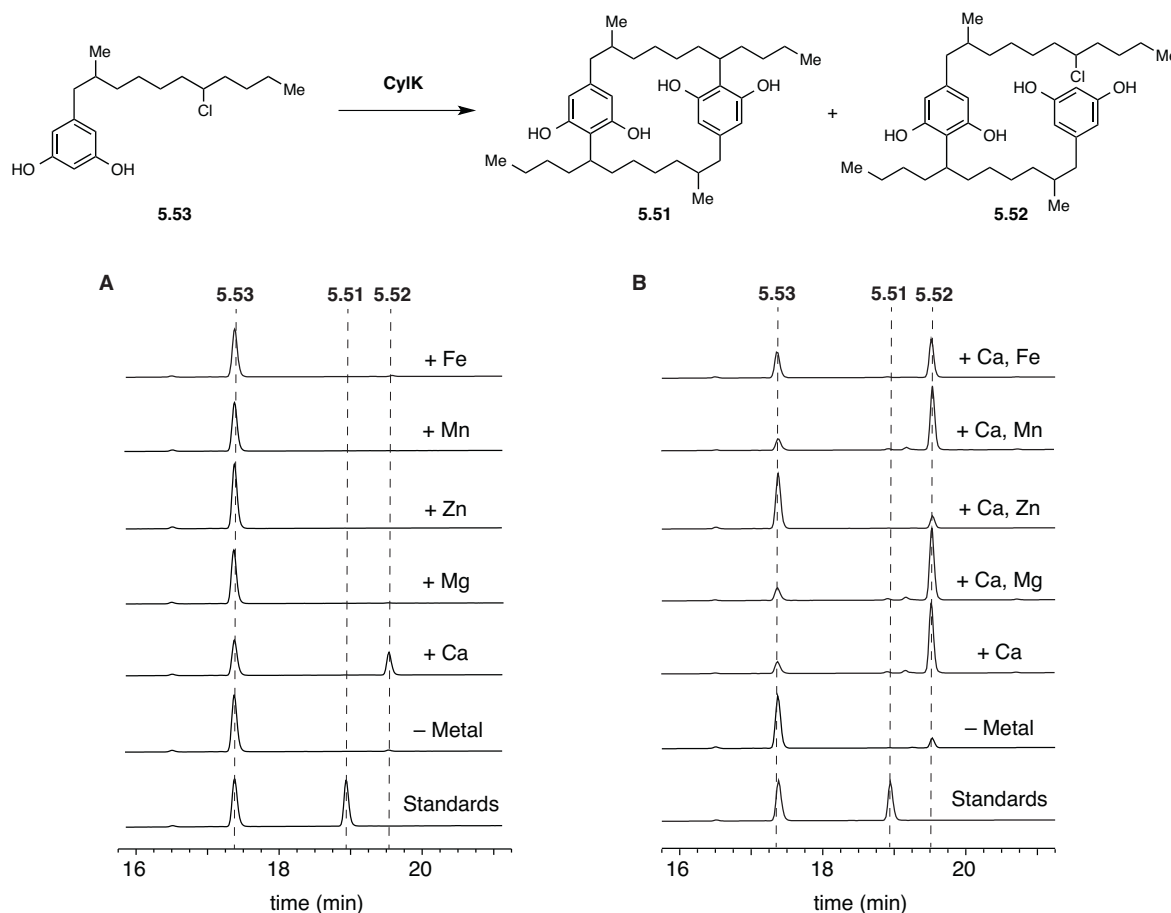 Me
Me
Cl
HO
OH
5.53
CylK
Me
Me
HO
OH
HO
OH
Me
Me
5.51
+
Me
Me
Cl
HO
OH
HO
OH
Me
Me
5.52
A
5.53
5.51
5.52
+ Fe
+ Mn
+ Zn
+ Mg
+ Ca
– Metal
Standards
16
18
20
time (min)
B
5.53
5.51
5.52
+ Ca, Fe
+ Ca, Mn
+ Ca, Zn
+ Ca, Mg
+ Ca
– Metal
Standards
16
18
20
time (min)